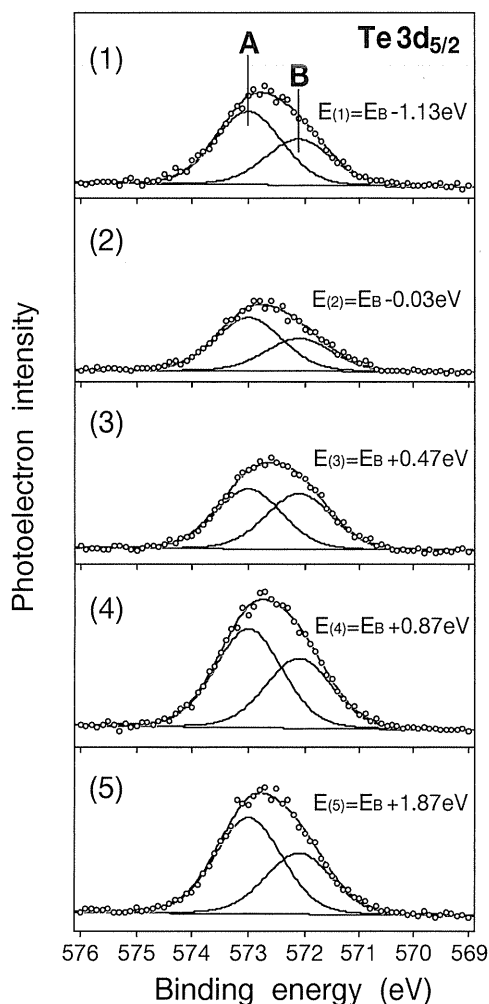 Te 3d5/2
(1)
A
B
E(1)=EB-1.13eV
(2)
E(2)=EB-0.03eV
(3)
E(3)=EB+0.47eV
(4)
E(4)=EB+0.87eV
(5)
E(5)=EB+1.87eV
Photoelectron intensity
576 575 574 573 572 571 570 569
Binding energy (eV)